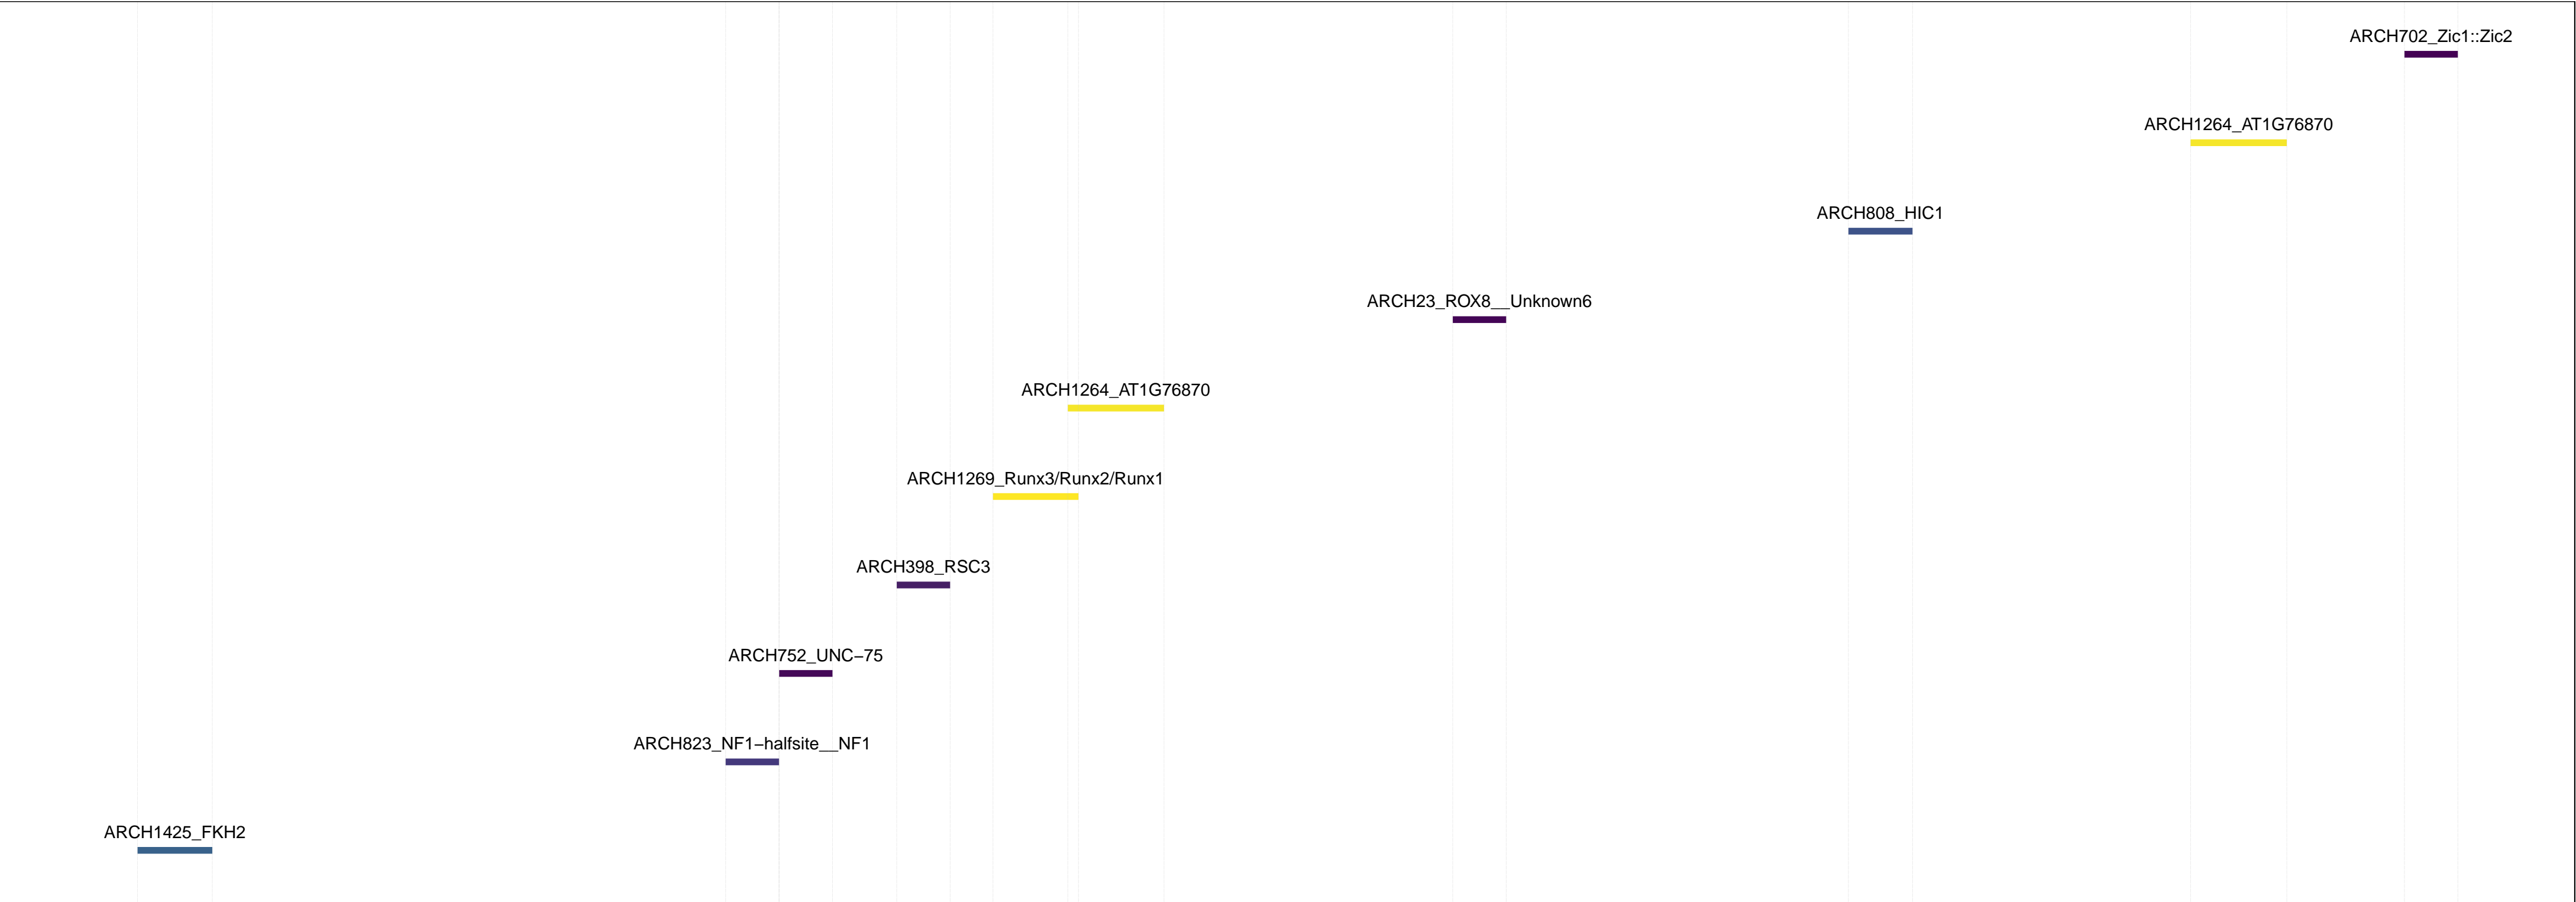 ARCH702_Zic1::Zic2
ARCH1264_AT1G76870
ARCH808_HIC1
ARCH23_ROX8__Unknown6
ARCH1264_AT1G76870
ARCH1269_Runx3/Runx2/Runx1
ARCH398_RSC3
ARCH752_UNC−75
ARCH823_NF1−halfsite__NF1
ARCH1425_FKH2